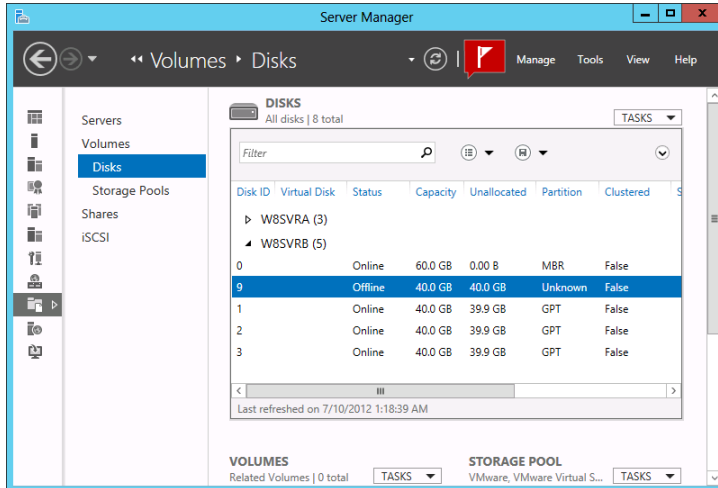 Server Manager
Volumes Disks Manage Tools View Help
Servers
Volumes
Disks
Storage Pools
Shares
iSCSI
DISKS
All disks | 8 total TASKS
Filter
Disk ID Virtual Disk Status Capacity Unallocated Partition Clustered S
W8SVRA (3)
W8SVRB (5)
0 Online 60.0 GB 0.00 B MBR False
9 Offline 40.0 GB 40.0 GB Unknown False
1 Online 40.0 GB 39.9 GB GPT False
2 Online 40.0 GB 39.9 GB GPT False
3 Online 40.0 GB 39.9 GB GPT False
Last refreshed on 7/10/2012 1:18:39 AM
VOLUMES
Related Volumes | 0 total TASKS
STORAGE POOL
VMware, VMware Virtual S... TASKS